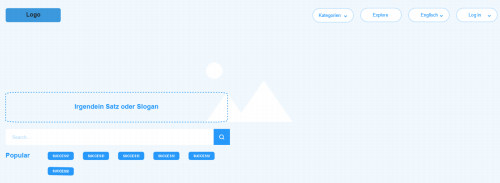 Logo
Kategorien
Explore
Englisch
Log in
Irgendein Satz oder Slogan
Search
Popular